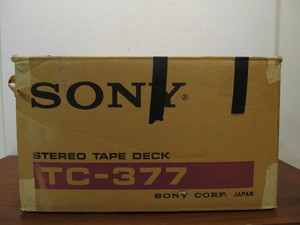 SONY®
STEREO TAPE DECK
TC-377
SONY CORP. JAPAN